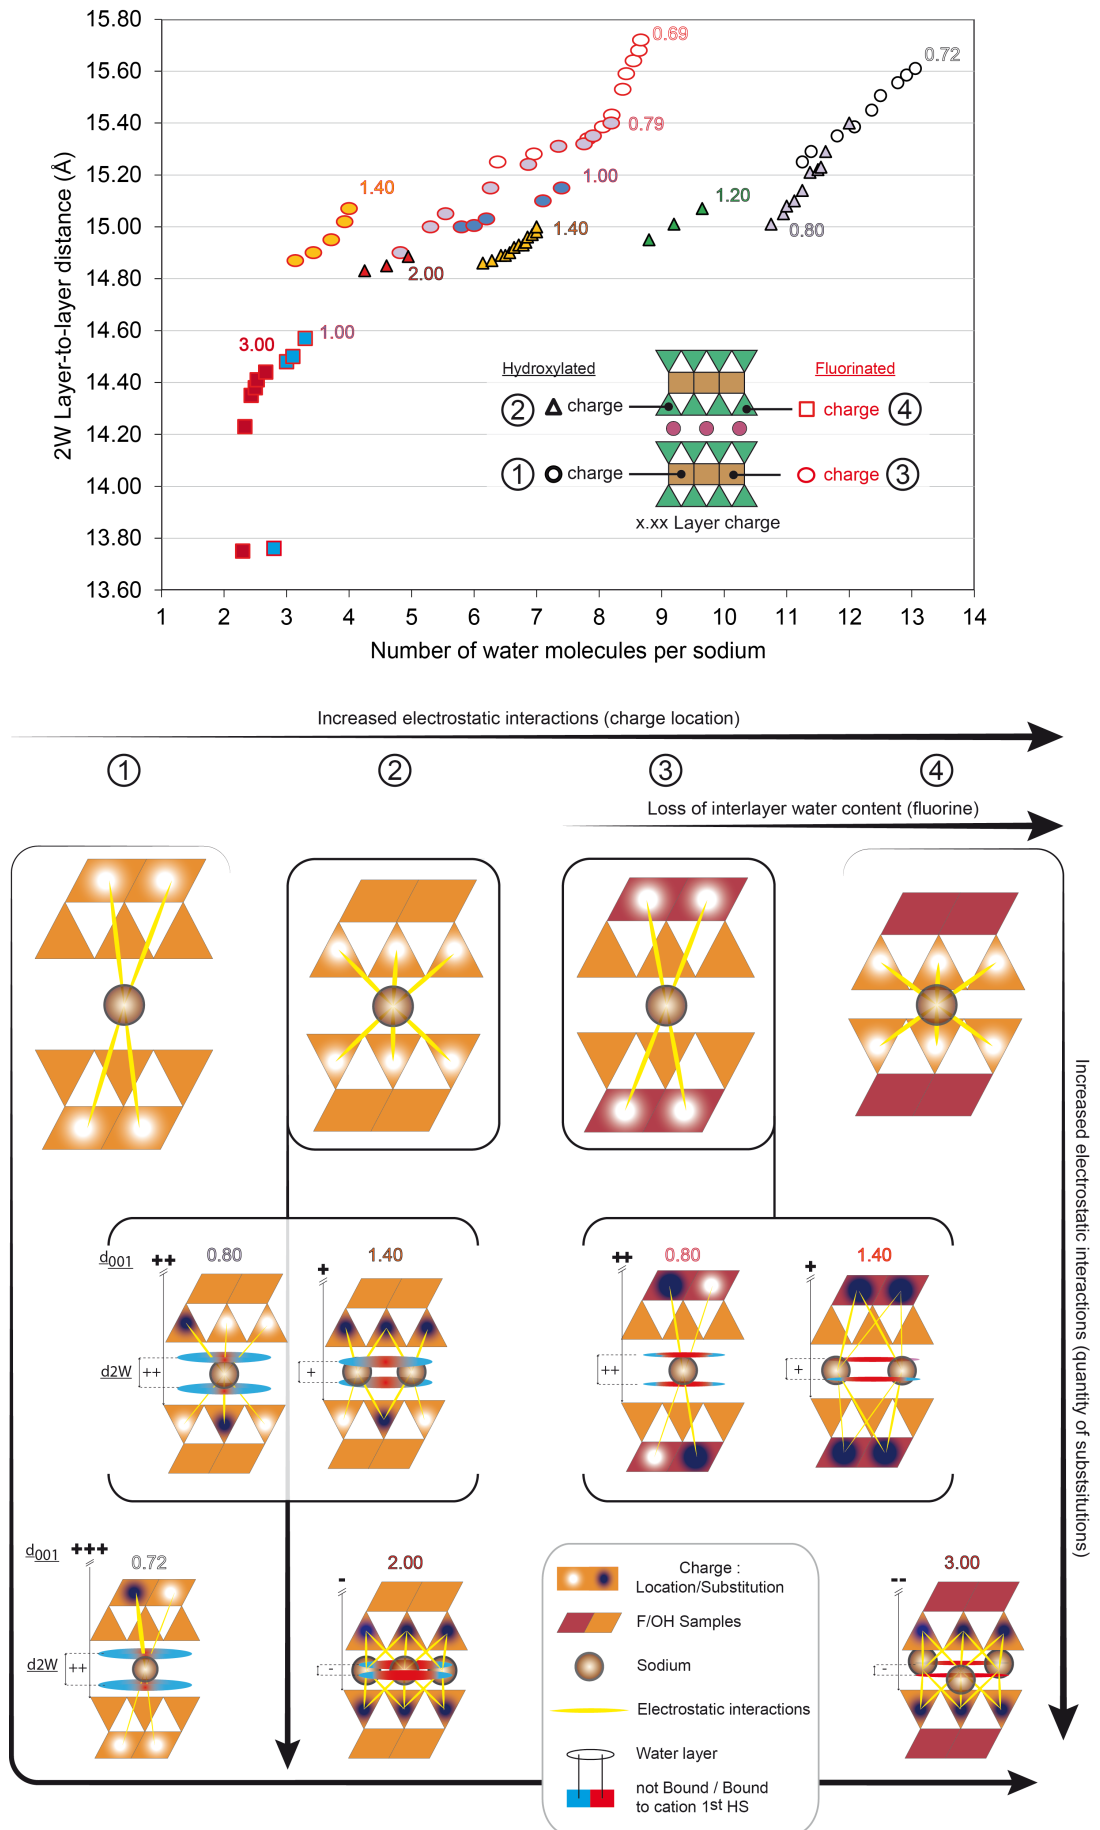 15.80
15.60
15.40
15.20
15.00
14.80
14.60
14.40
14.20
14.00
13.80
13.60
2W Layer-to-layer distance (Å)
0.69
0.72
0.79
1.40
1.00
1.20
1.40
0.80
2.00
3.00
1.00
Hydroxylated
Fluorinated
2 charge
charge 4
1 charge
charge 3
x.xx Layer charge
1 2 3 4 5 6 7 8 9 10 11 12 13 14
Number of water molecules per sodium
Increased electrostatic interactions (charge location)
1 2 3 4
Loss of interlayer water content (fluorine)
Increased electrostatic interactions (quantity of subststitutions)
d001 ++ 0.80
+ 1.40
++ 0.80
+ 1.40
d2W ++
+
++
+
d001 +++ 0.72
- 2.00
-- 3.00
d2W ++
-
-
Charge :
Location/Substitution
F/OH Samples
Sodium
Electrostatic interactions
Water layer
not Bound / Bound
to cation 1st HS